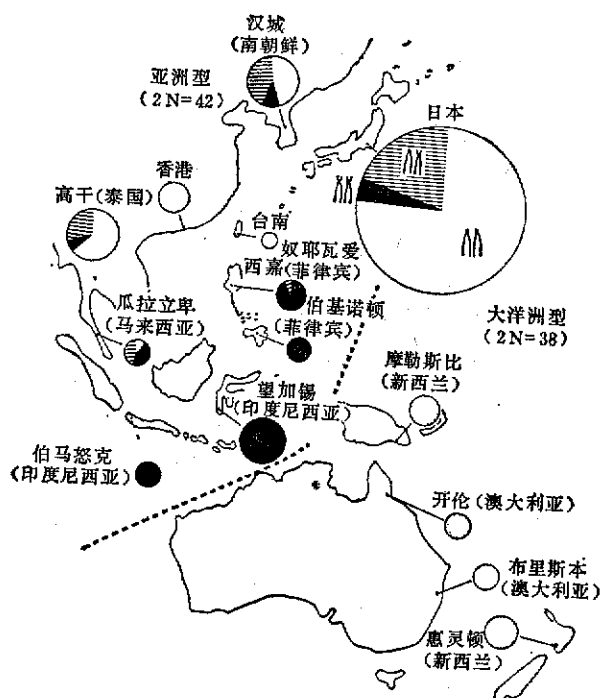 汉城
(南朝鲜)
亚洲型
(2N=42)
日本
香港
高干(泰国)
台南
奴耶瓦爱
西嘉(菲律宾)
瓜拉立卑
(马来西亚)
伯基诺顿
(菲律宾)
大洋洲型
(2N=38)
摩勒斯比
(新西兰)
望加锡
(印度尼西亚)
伯马怒克
(印度尼西亚)
开伦(澳大利亚)
布里斯本
(澳大利亚)
惠灵顿
(新西兰)